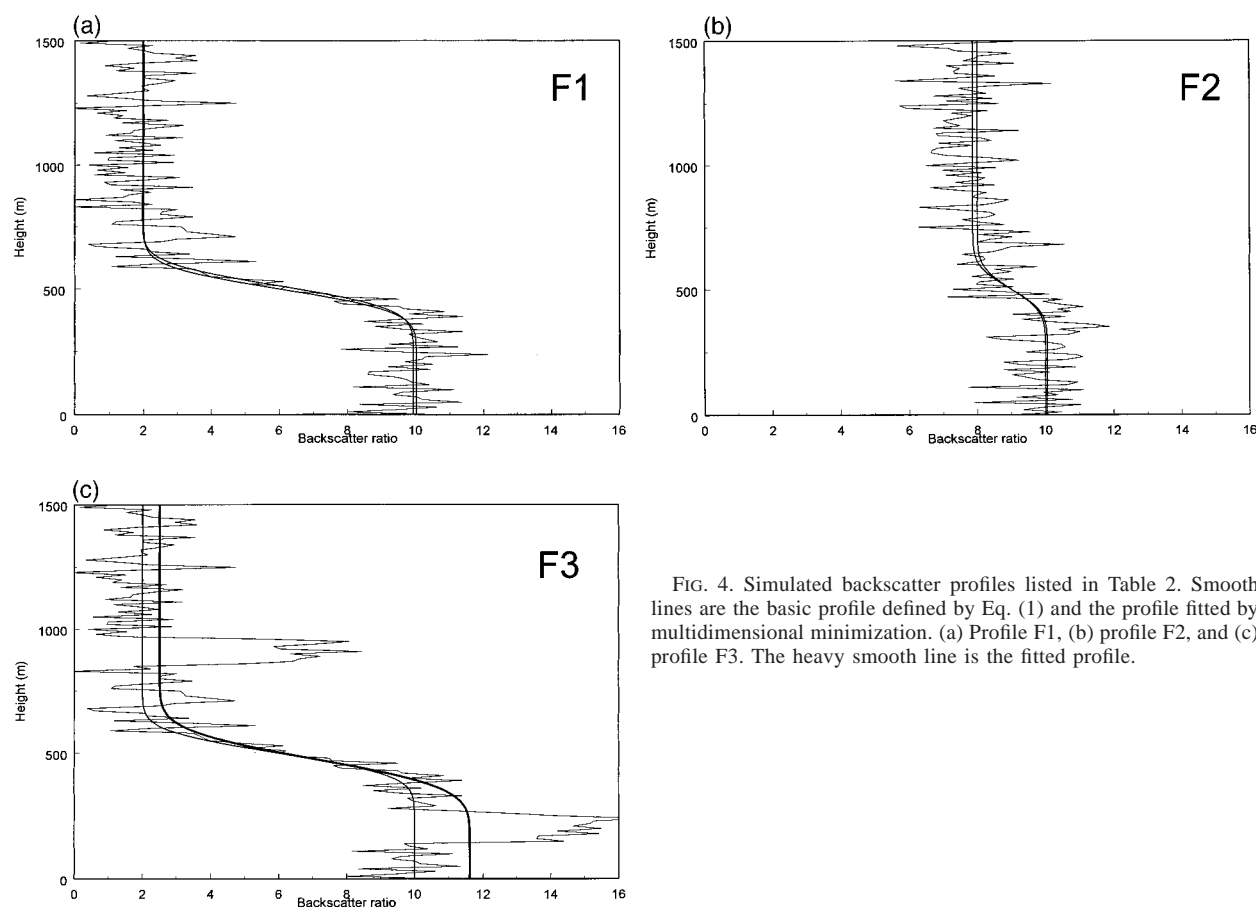 (a)
F1
1500
1000
500
0
Height (m)
0 2 4 6 8 10 12 14 16
Backscatter ratio
(b)
F2
1500
1000
500
0
Height (m)
0 2 4 6 8 10 12 14 16
Backscatter ratio
(c)
F3
1500
1000
500
0
Height (m)
0 2 4 6 8 10 12 14 16
Backscatter ratio
FIG. 4. Simulated backscatter profiles listed in Table 2. Smooth
lines are the basic profile defined by Eq. (1) and the profile fitted by
multidimensional minimization. (a) Profile F1, (b) profile F2, and (c)
profile F3. The heavy smooth line is the fitted profile.